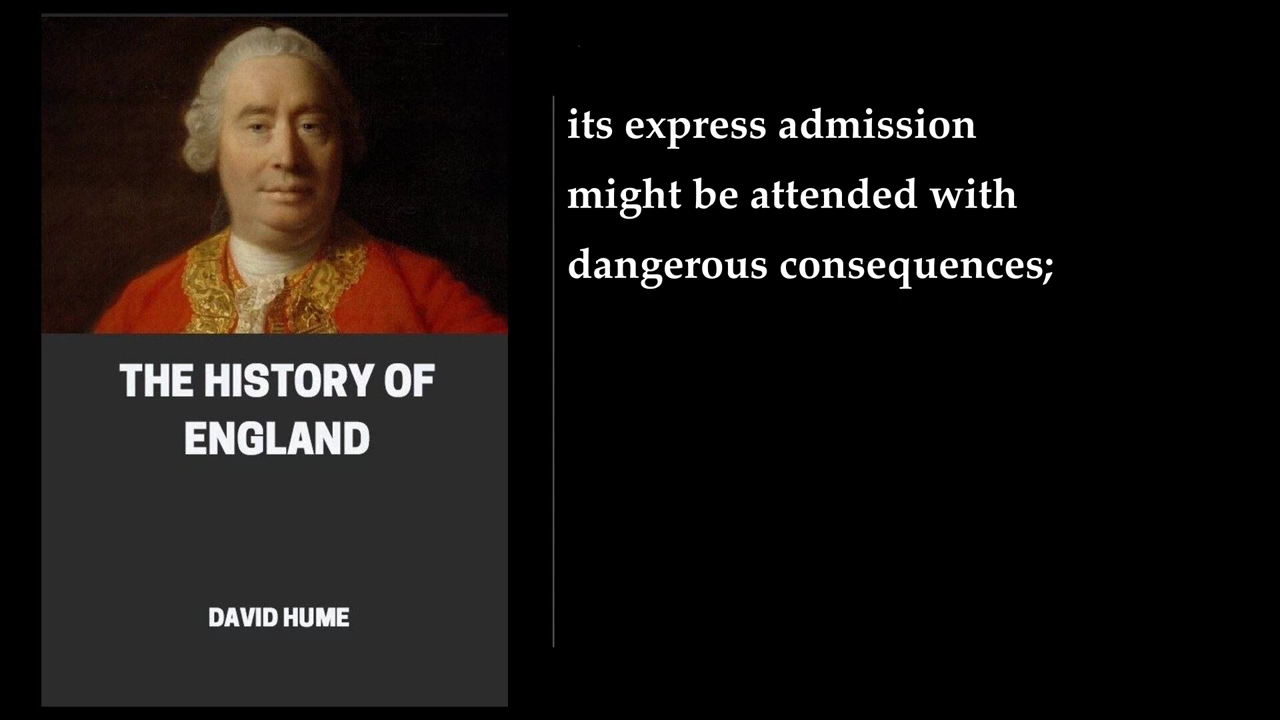 THE HISTORY OF
ENGLAND
DAVID HUME
its express admission
might be attended with
dangerous consequences;